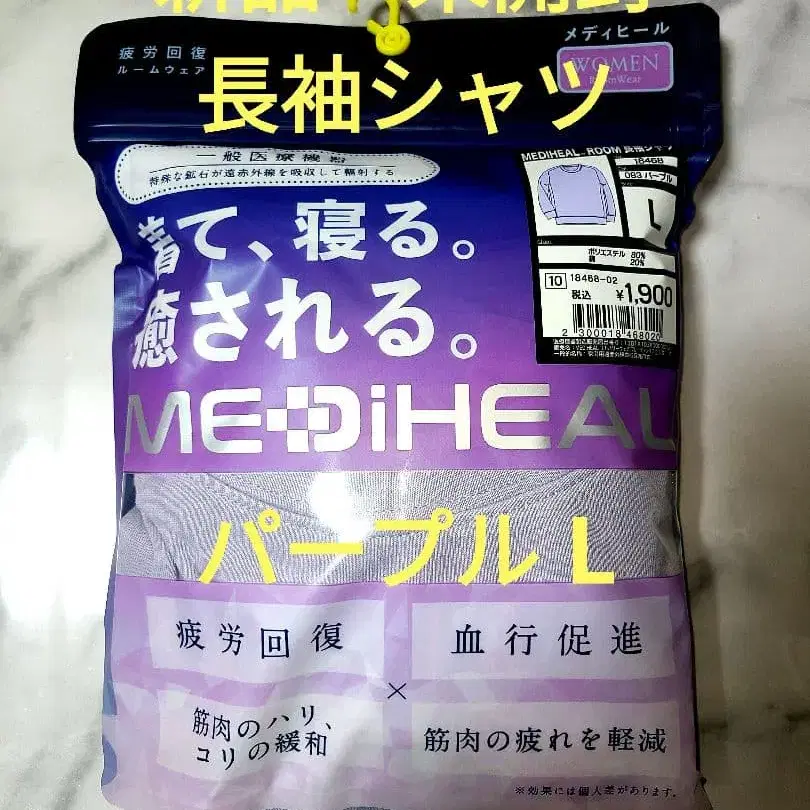 新品・未開封
疲労回復
ルームウェア
メディヒール
WOMEN
RoomWear
長袖シャツ
一般医療機器
特殊な鉱石が遠赤外線を吸収して輻射する
MEDIHEAL ROOM 長袖シャツ
18468
093 パープル
L
ポリエステル 80%
綿 20%
着て、寝る。
癒される。
10 18468-02
税込 ¥1,900
2 300018 468020
MEDiHEAL
パープル L
疲労回復
血行促進
×
筋肉のハリ、
コリの緩和
筋肉の疲れを軽減
※効果には個人差があります。